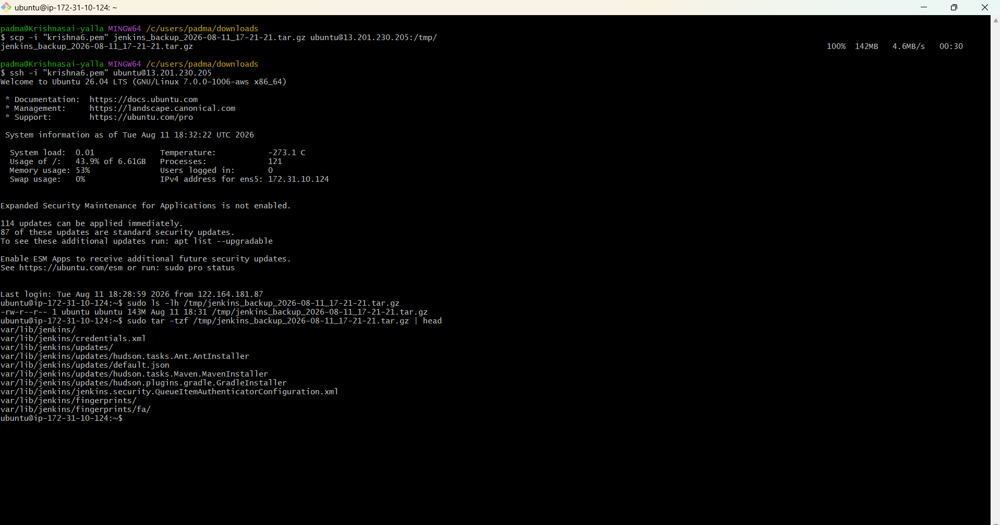 ubuntu@ip-172-31-10-124: ~
padma@Krishnasai-yalla MINGW64 /c/users/padma/downloads
$ scp -i "krishna6.pem" jenkins_backup_2026-08-11_17-21-21.tar.gz ubuntu@13.201.230.205:/tmp/
jenkins_backup_2026-08-11_17-21-21.tar.gz 100% 142MB 4.6MB/s 00:30
padma@Krishnasai-yalla MINGW64 /c/users/padma/downloads
$ ssh -i "krishna6.pem" ubuntu@13.201.230.205
Welcome to Ubuntu 26.04 LTS (GNU/Linux 7.0.0-1006-aws x86_64)
* Documentation: https://docs.ubuntu.com
* Management: https://landscape.canonical.com
* Support: https://ubuntu.com/pro
System information as of Tue Aug 11 18:32:22 UTC 2026
System load: 0.01 Temperature: -273.1 C
Usage of /: 43.9% of 6.61GB Processes: 121
Memory usage: 53% Users logged in: 0
Swap usage: 0% IPv4 address for ens5: 172.31.10.124
Expanded Security Maintenance for Applications is not enabled.
114 updates can be applied immediately.
87 of these updates are standard security updates.
To see these additional updates run: apt list --upgradable
Enable ESM Apps to receive additional future security updates.
See https://ubuntu.com/esm or run: sudo pro status
Last login: Tue Aug 11 18:28:59 2026 from 122.164.181.87
ubuntu@ip-172-31-10-124:~$ sudo ls -lh /tmp/jenkins_backup_2026-08-11_17-21-21.tar.gz
-rw-r--r-- 1 ubuntu ubuntu 143M Aug 11 18:31 /tmp/jenkins_backup_2026-08-11_17-21-21.tar.gz
ubuntu@ip-172-31-10-124:~$ sudo tar -tzf /tmp/jenkins_backup_2026-08-11_17-21-21.tar.gz | head
var/lib/jenkins/
var/lib/jenkins/credentials.xml
var/lib/jenkins/updates/
var/lib/jenkins/updates/hudson.tasks.Ant.AntInstaller
var/lib/jenkins/updates/default.json
var/lib/jenkins/updates/hudson.tasks.Maven.MavenInstaller
var/lib/jenkins/updates/hudson.plugins.gradle.GradleInstaller
var/lib/jenkins/jenkins.security.QueueItemAuthenticatorConfiguration.xml
var/lib/jenkins/fingerprints/
var/lib/jenkins/fingerprints/fa/
ubuntu@ip-172-31-10-124:~$